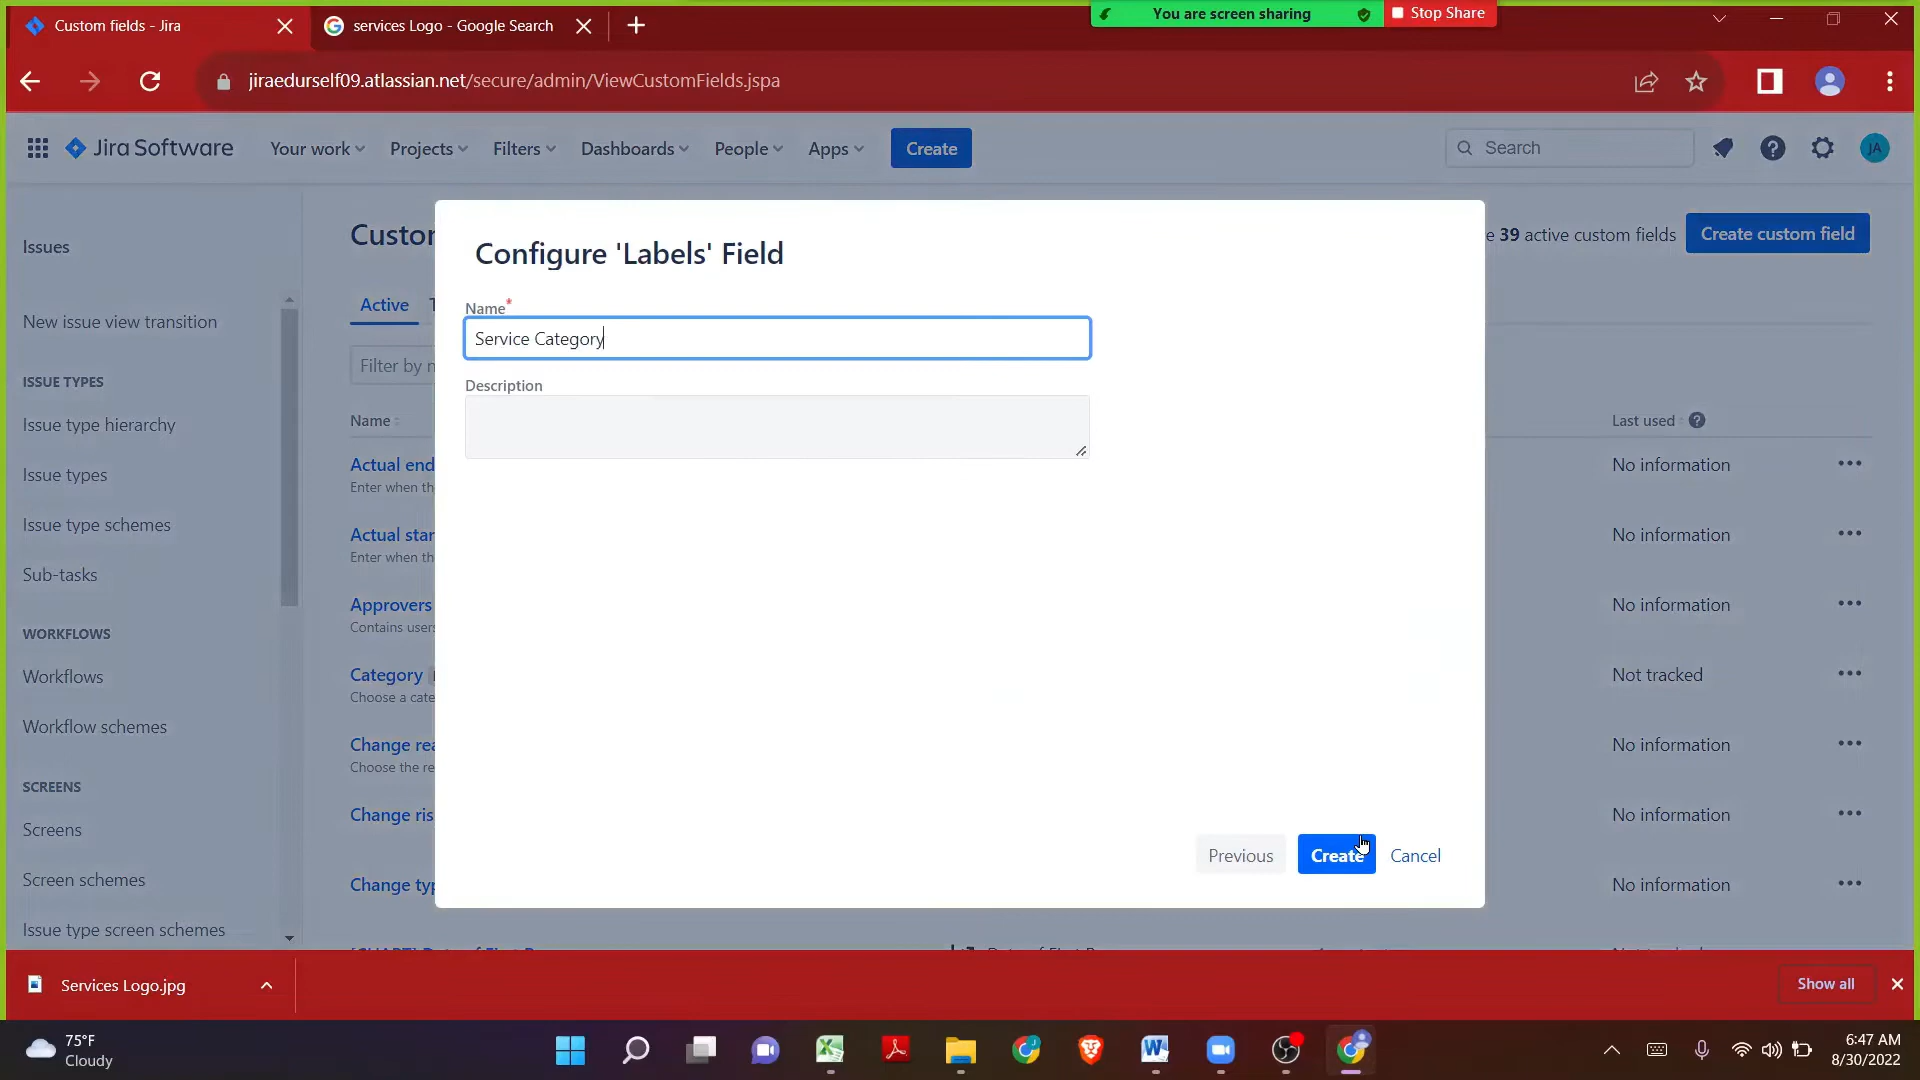 Custom fields - Jira
services Logo - Google Search
You are screen sharing
Stop Share
jiraedurself09.atlassian.net/secure/admin/ViewCustomFields.jspa
Jira Software
Your work
Projects
Filters
Dashboards
People
Apps
Create
Search
JA
Issues
New issue view transition
ISSUE TYPES
Issue type hierarchy
Issue types
Issue type schemes
Sub-tasks
WORKFLOWS
Workflows
Workflow schemes
SCREENS
Screens
Screen schemes
Issue type screen schemes
Custor
e 39 active custom fields
Create custom field
Active
Filter by n
Name
Last used
Actual end
Enter when th
No information
Actual star
Enter when th
No information
Approvers
Contains users
No information
Category
Choose a cate
Not tracked
Change rea
Choose the re
No information
Change ris
No information
Change typ
No information
Configure 'Labels' Field
Name*
Service Category
Description
Previous
Create
Cancel
Services Logo.jpg
Show all
75°F
Cloudy
6:47 AM
8/30/2022